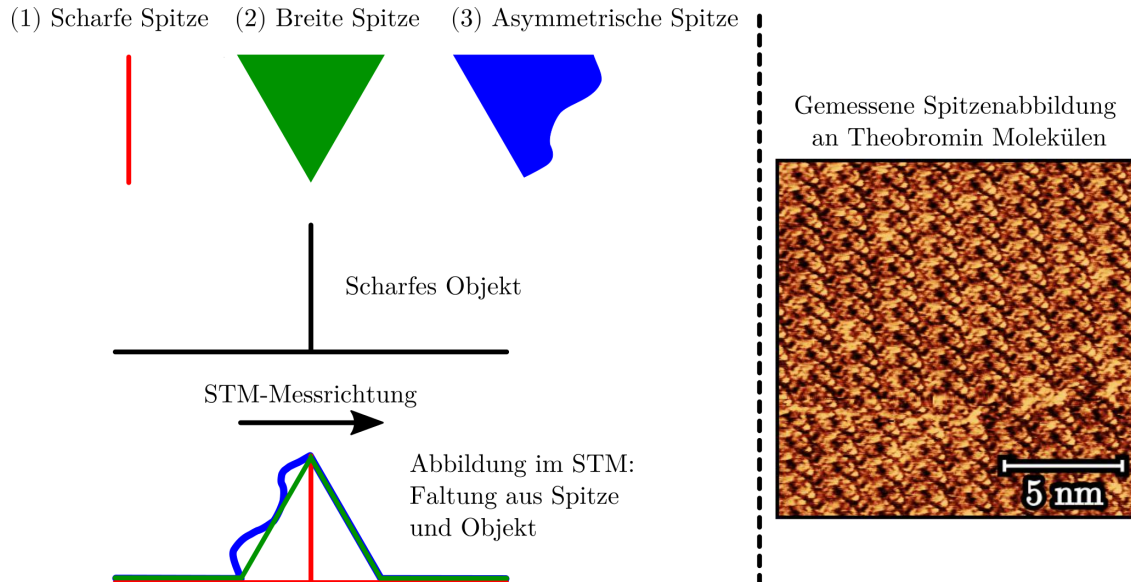 (1) Scharfe Spitze
(2) Breite Spitze
(3) Asymmetrische Spitze
Scharfes Objekt
STM-Messrichtung
Abbildung im STM:
Faltung aus Spitze
und Objekt
Gemessene Spitzenabbildung
an Theobromin Molekülen
5 nm